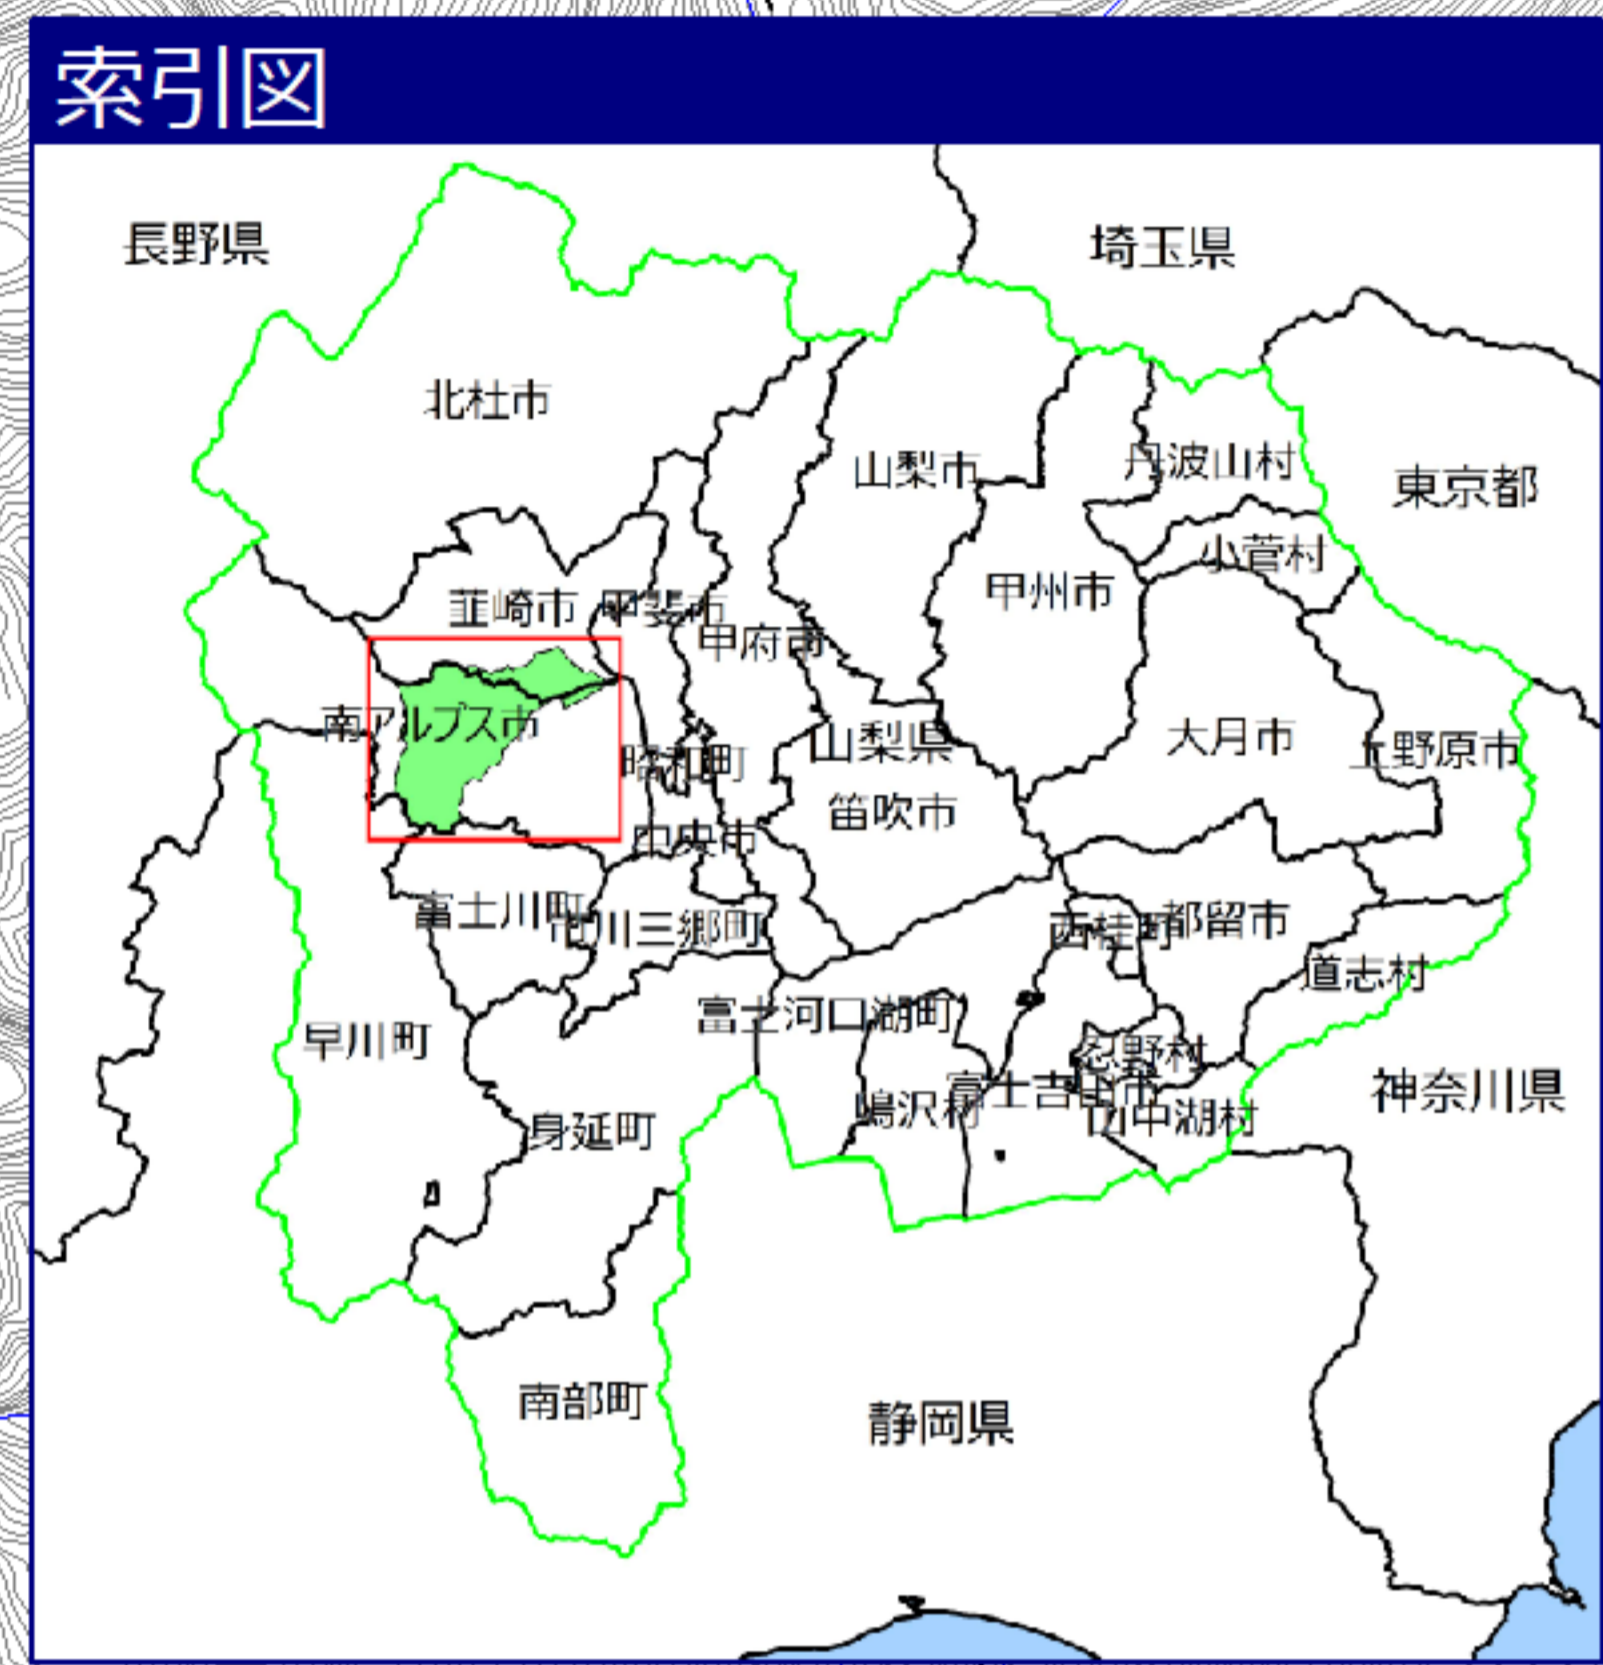 索引図
長野県
埼玉県
北杜市
山梨市
丹波山村
東京都
小菅村
甲州市
韮崎市
甲斐市
甲府市
南アルプス市
山梨県
大月市
上野原市
昭和町
笛吹市
中央市
富士川町
市川三郷町
西桂町
都留市
道志村
富士河口湖町
早川町
忍野村
富士吉田市
神奈川県
鳴沢村
山中湖村
身延町
南部町
静岡県